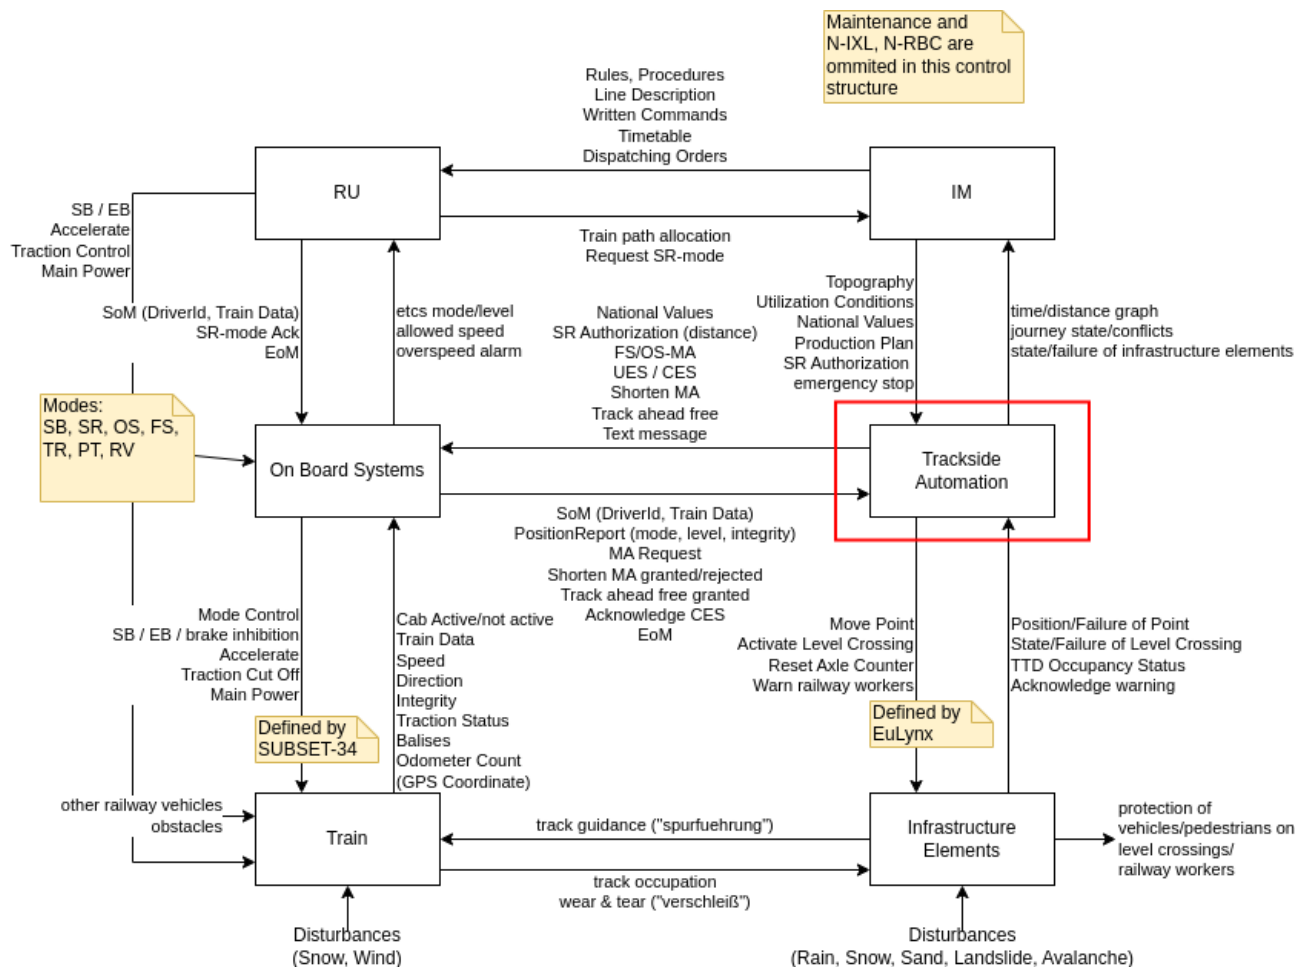 Maintenance and
N-IXL, N-RBC are
ommited in this control
structure
Rules, Procedures
Line Description
Written Commands
Timetable
Dispatching Orders
RU
IM
SB / EB
Accelerate
Traction Control
Main Power
Train path allocation
Request SR-mode
SoM (DriverId, Train Data)
SR-mode Ack
EoM
etcs mode/level
allowed speed
overspeed alarm
National Values
SR Authorization (distance)
FS/OS-MA
UES / CES
Shorten MA
Track ahead free
Text message
Topography
Utilization Conditions
National Values
Production Plan
SR Authorization
emergency stop
time/distance graph
journey state/conflicts
state/failure of infrastructure elements
Modes:
SB, SR, OS, FS,
TR, PT, RV
On Board Systems
Trackside
Automation
SoM (DriverId, Train Data)
PositionReport (mode, level, integrity)
MA Request
Shorten MA granted/rejected
Track ahead free granted
Acknowledge CES
EoM
Mode Control
SB / EB / brake inhibition
Accelerate
Traction Cut Off
Main Power
Cab Active/not active
Train Data
Speed
Direction
Integrity
Traction Status
Balises
Odometer Count
(GPS Coordinate)
Move Point
Activate Level Crossing
Reset Axle Counter
Warn railway workers
Position/Failure of Point
State/Failure of Level Crossing
TTD Occupancy Status
Acknowledge warning
Defined by
SUBSET-34
Defined by
EuLynx
other railway vehicles
obstacles
Train
track guidance ("spurfuehrung")
Infrastructure
Elements
protection of
vehicles/pedestrians on
level crossings/
railway workers
track occupation
wear & tear ("verschleiß")
Disturbances
(Snow, Wind)
Disturbances
(Rain, Snow, Sand, Landslide, Avalanche)